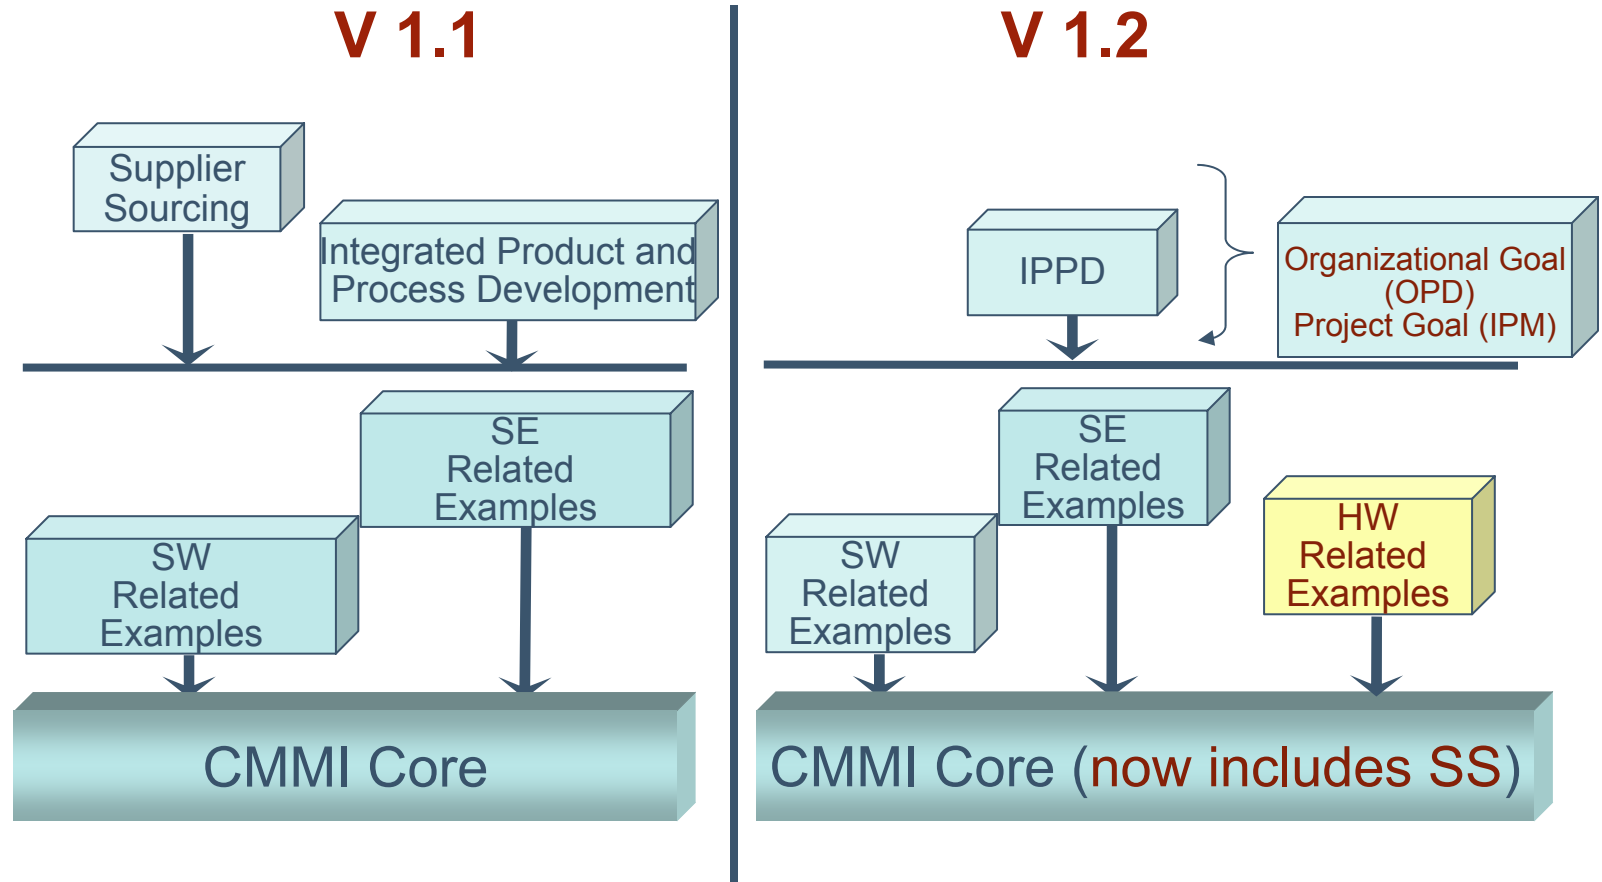 V 1.1
Supplier
Sourcing
Integrated Product and
Process Development
SE
Related
Examples
SW
Related
Examples
CMMI Core
V 1.2
IPPD
Organizational Goal
(OPD)
Project Goal (IPM)
SE
Related
Examples
SW
Related
Examples
HW
Related
Examples
CMMI Core (now includes SS)